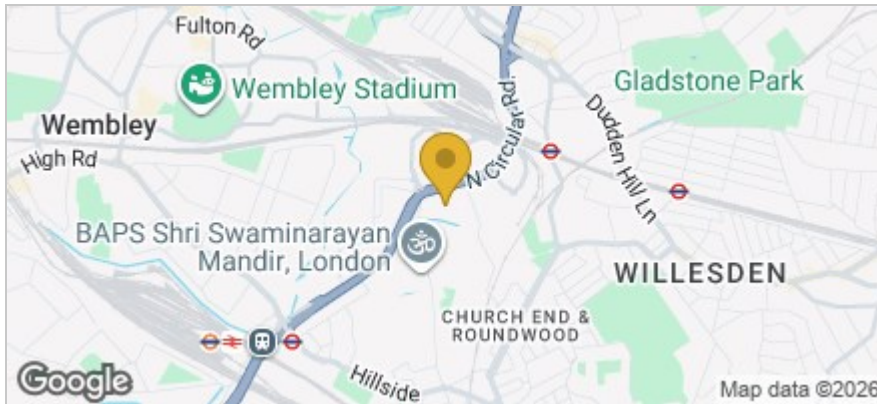 Fulton Rd
Wembley Stadium
Gladstone Park
Wembley
High Rd
N Circular Rd.
Dudden Hill Ln
BAPS Shri Swaminarayan
Mandir, London
WILLESDEN
CHURCH END &
ROUNDWOOD
Hillside
Google
Map data ©2026